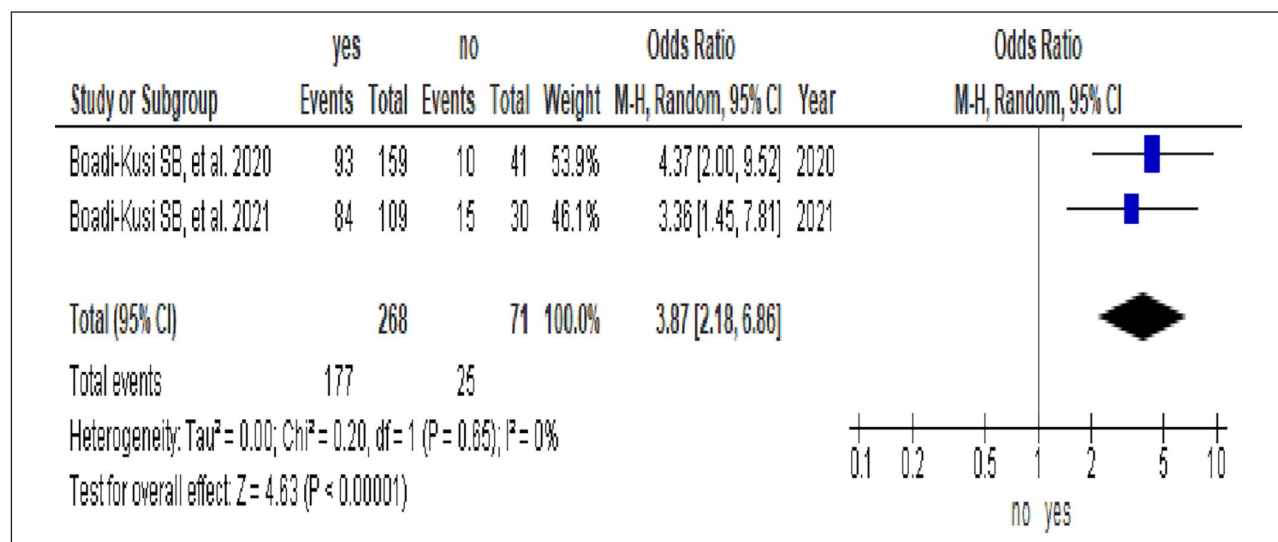 yes no Odds Ratio Odds Ratio
Study or Subgroup Events Total Events Total Weight M-H, Random, 95% CI Year M-H, Random, 95% CI
Boadi-Kusi SB, et al. 2020 93 159 10 41 53.9% 4.37 [2.00, 9.52] 2020
Boadi-Kusi SB, et al. 2021 84 109 15 30 46.1% 3.36 [1.45, 7.81] 2021
Total (95% CI) 268 71 100.0% 3.87 [2.18, 6.86]
Total events 177 25
Heterogeneity: Tau² = 0.00; Chi² = 0.20, df = 1 (P = 0.65); I² = 0%
Test for overall effect: Z = 4.63 (P < 0.00001)
0.1 0.2 0.5 1 2 5 10
no yes